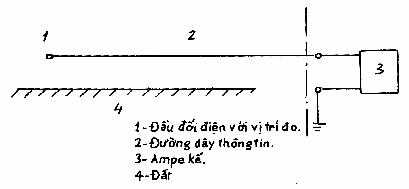 1
2
3
4
1-Đầu đối diện với vị trí đo.
2-Đường dây thông tin.
3-Ampe kế.
4-Đất